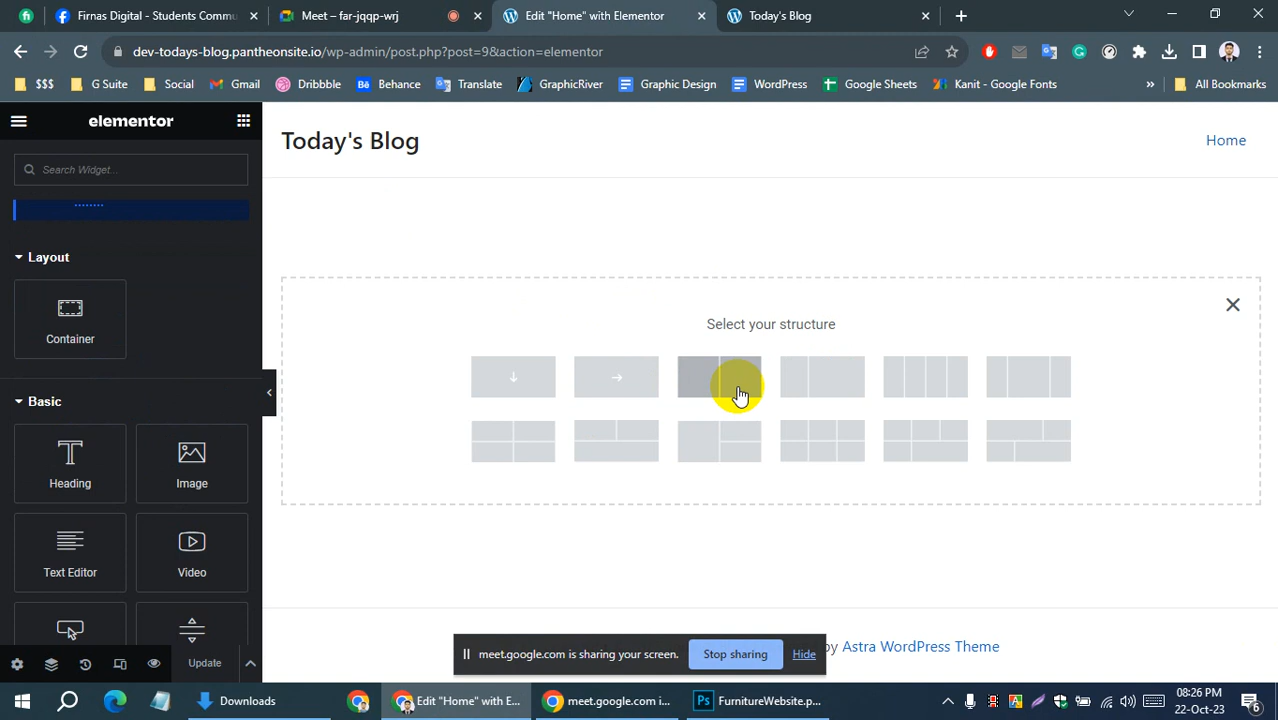 Firnas Digital - Students Commu
Meet – far-jqqp-wrj
Edit "Home" with Elementor
Today's Blog
dev-todays-blog.pantheonsite.io/wp-admin/post.php?post=9&action=elementor
$$$
G Suite
Social
Gmail
Dribbble
Behance
Translate
GraphicRiver
Graphic Design
WordPress
Google Sheets
Kanit - Google Fonts
»
All Bookmarks
elementor
Search Widget...
Layout
Container
Basic
Heading
Image
Text Editor
Video
Update
Today's Blog
Home
Select your structure
by Astra WordPress Theme
meet.google.com is sharing your screen.
Stop sharing
Hide
Downloads
Edit "Home" with E...
meet.google.com i...
FurnitureWebsite.p...
08:26 PM
22-Oct-23
6